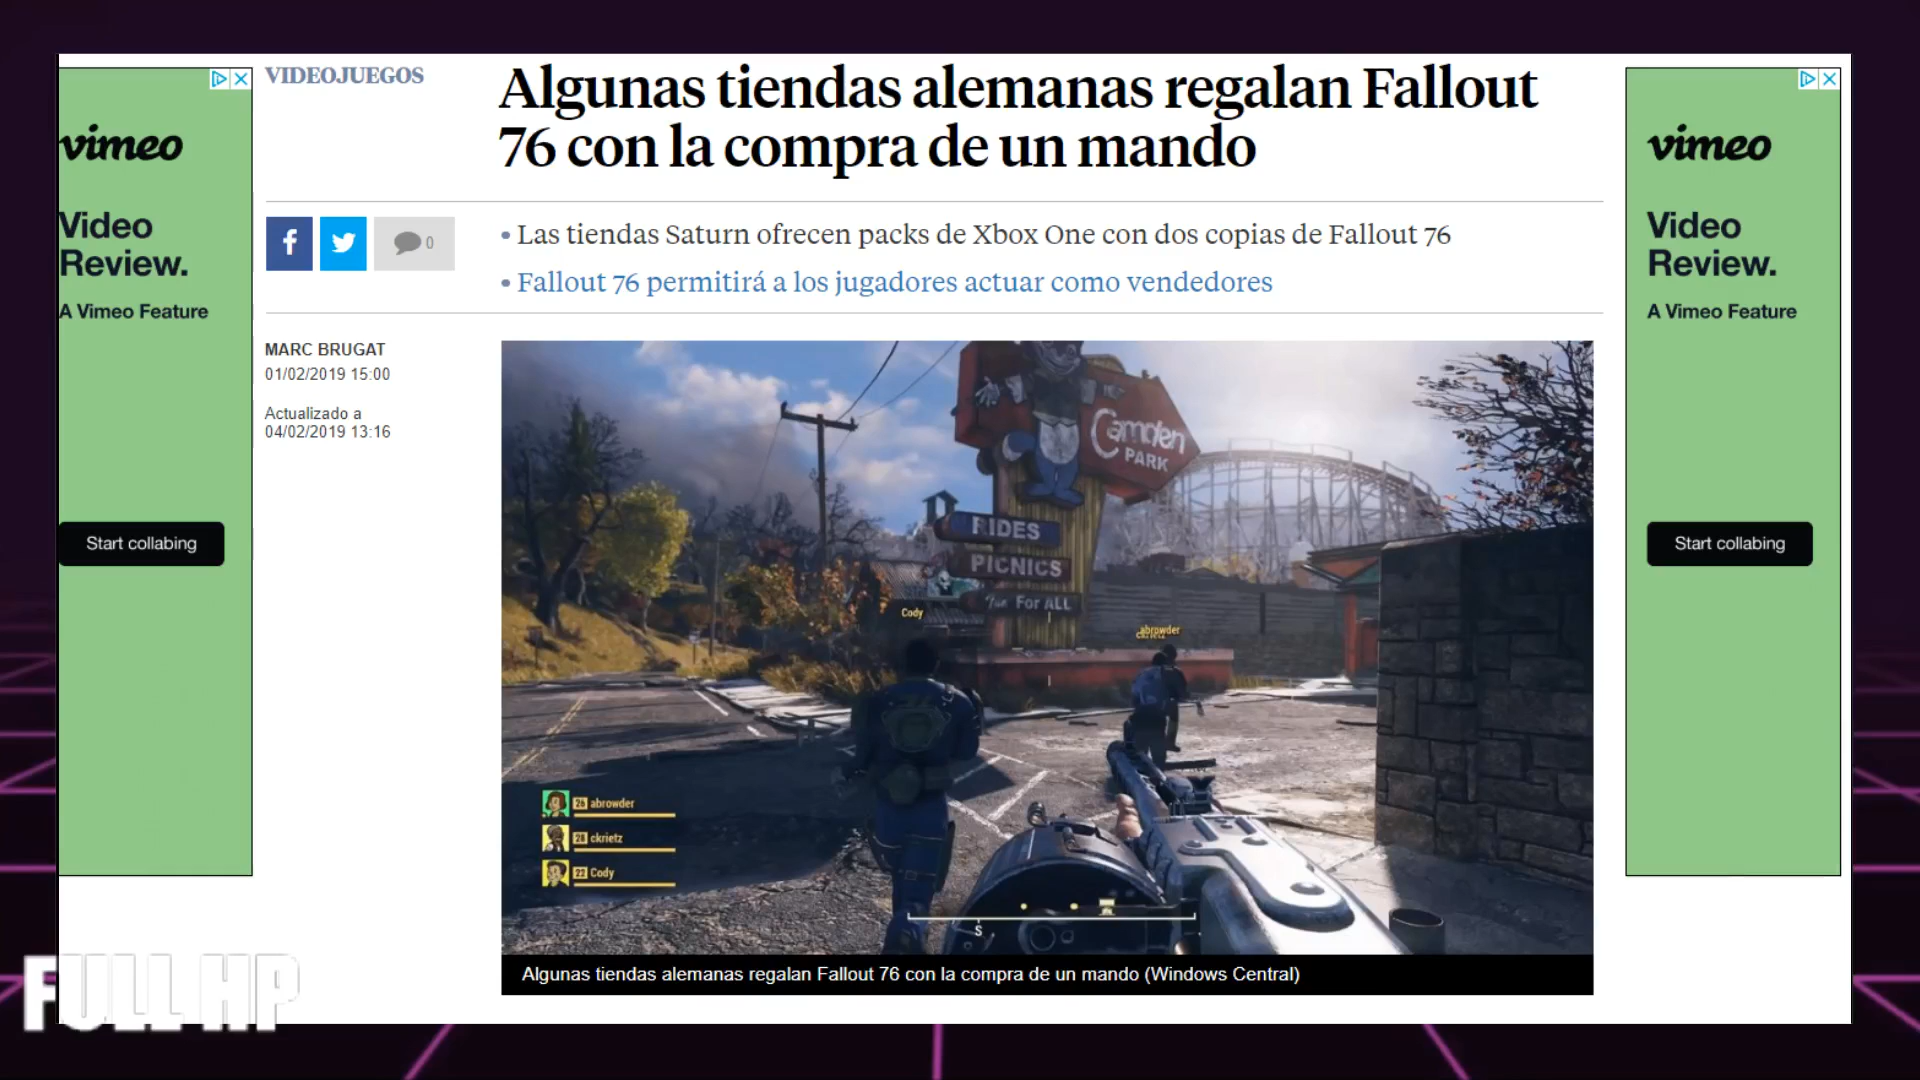 VIDEOJUEGOS
Algunas tiendas alemanas regalan Fallout
76 con la compra de un mando
0
• Las tiendas Saturn ofrecen packs de Xbox One con dos copias de Fallout 76
• Fallout 76 permitirá a los jugadores actuar como vendedores
MARC BRUGAT
01/02/2019 15:00
Actualizado a
04/02/2019 13:16
vimeo
Video
Review.
A Vimeo Feature
Start collabing
Camden
PARK
RIDES
PICNICS
For ALL
Cody
abrowder
26 abrowder
28 ckrietz
22 Cody
S
Algunas tiendas alemanas regalan Fallout 76 con la compra de un mando (Windows Central)
vimeo
Video
Review.
A Vimeo Feature
Start collabing
FULL HP